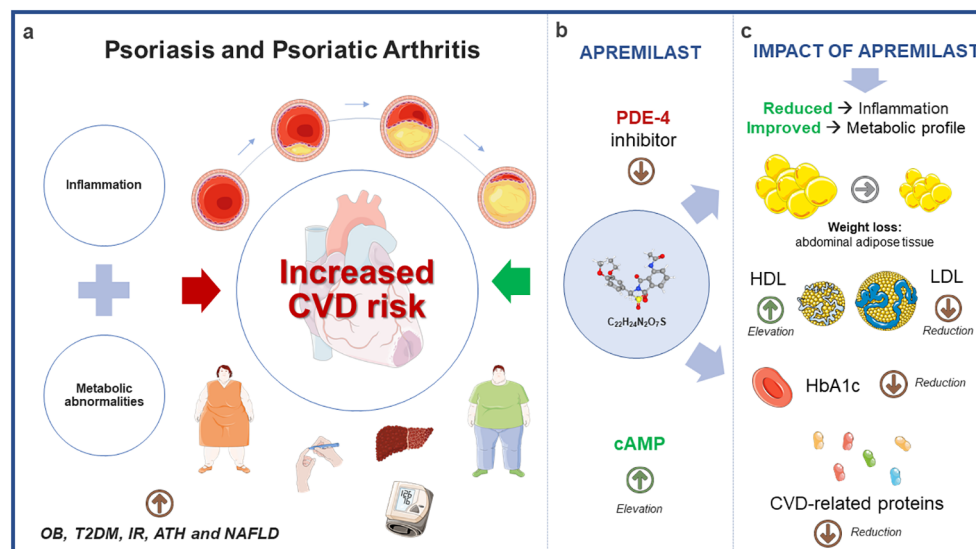 a
Psoriasis and Psoriatic Arthritis
Inflammation
Metabolic
abnormalities
Increased
CVD risk
OB, T2DM, IR, ATH and NAFLD
b
APREMILAST
PDE-4
inhibitor
C₂₂H₂₄N₂O₇S
cAMP
Elevation
c
IMPACT OF APREMILAST
Reduced → Inflammation
Improved → Metabolic profile
Weight loss:
abdominal adipose tissue
HDL
Elevation
LDL
Reduction
HbA1c
Reduction
CVD-related proteins
Reduction